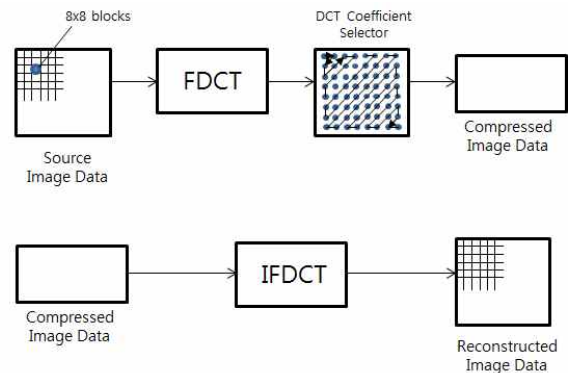 8x8 blocks
DCT Coefficient
Selector
FDCT
Source
Image Data
Compressed
Image Data
IFDCT
Compressed
Image Data
Reconstructed
Image Data